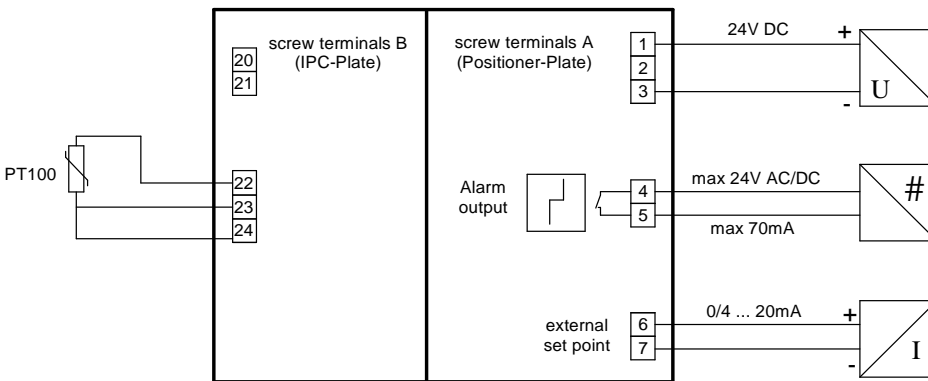 PT100
screw terminals B
(IPC-Plate)
20
21
22
23
24
screw terminals A
(Positioner-Plate)
1
2
3
24V DC
+
-
U
Alarm
output
4
5
max 24V AC/DC
max 70mA
#
external
set point
6
7
0/4 ... 20mA
+
-
I